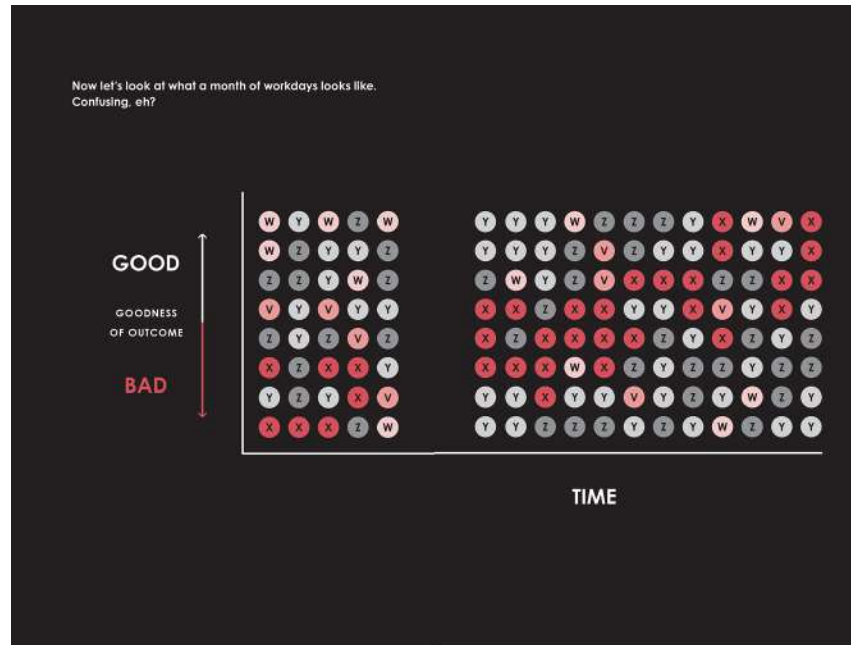 Now let's look at what a month of workdays looks like.
Confusing, eh?
W Y W Z W Y Y Y W Z Z Z Y X W V X
W Z Y Y Z Y Y Y Z V Z Y Y X Y Y X
GOOD
Z Z Y W Z Z W Y Z V X X X Z Z X X
GOODNESS
V Y V Y Y X X Z X X Y Y X V Y X Y
OF OUTCOME
Z Y Z V Z X Z X X X X Z Y X Z Y Z
BAD
X Z X X Y X X X W X Z Y Z Z Y Z Z
Y Z Y X V Y Y X Y Y V Y Z Y W Z Y
X X X Z W Y Y Z Z Z Y Z Y W Z Y Y
TIME